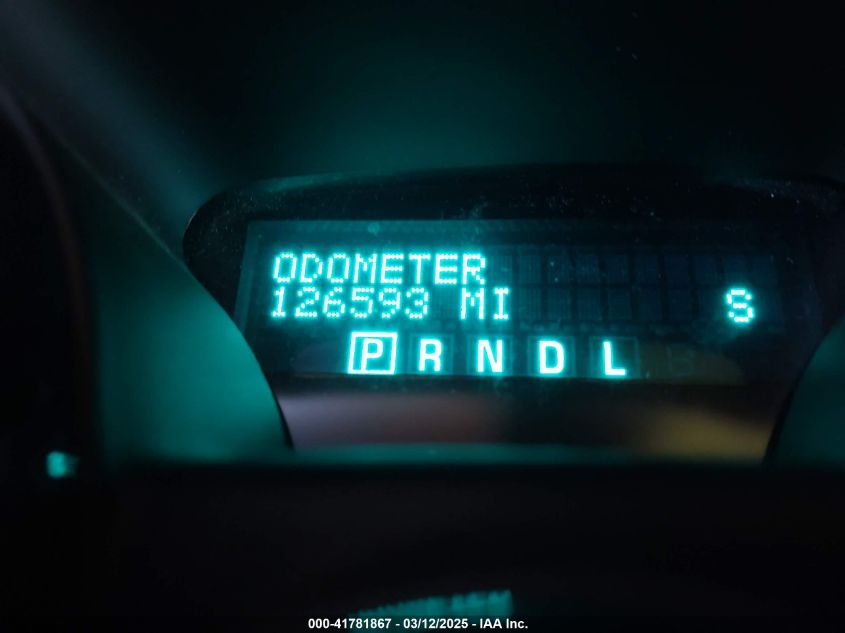 ODOMETER
126593 MI S
P R N D L
000-41781867 - 03/12/2025 - IAA Inc.